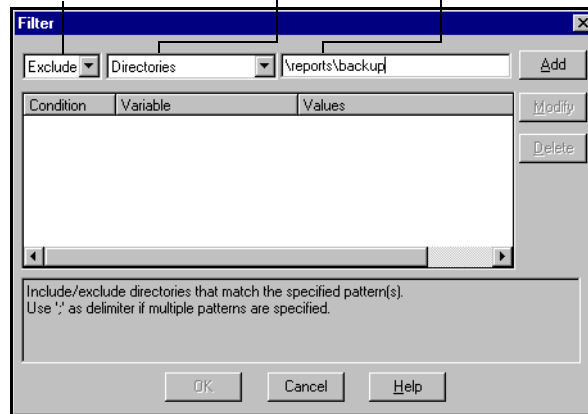 Filter
Exclude Directories \reports\backup Add
Condition Variable Values Modify
Delete
Include/exclude directories that match the specified pattern(s).
Use ';' as delimiter if multiple patterns are specified.
OK Cancel Help